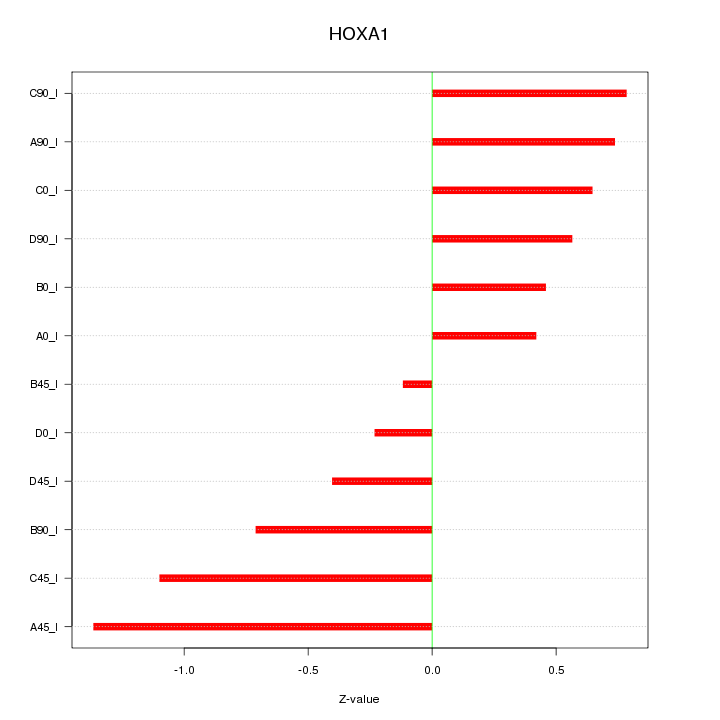 HOXA1
C90_I
A90_I
C0_I
D90_I
B0_I
A0_I
B45_I
D0_I
D45_I
B90_I
C45_I
A45_I
-1.0
-0.5
0.0
0.5
Z-value